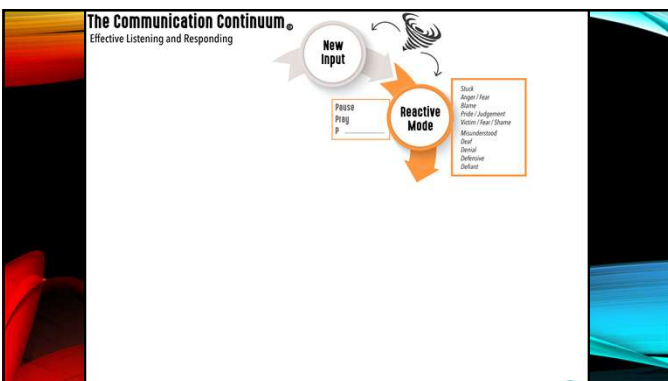 The Communication Continuum®
Effective Listening and Responding
New
Input
Pause
Pray
P ________
Reactive
Mode
Stuck
Anger / Fear
Blame
Pride / Judgement
Victim / Fear / Shame
Misunderstood
Deaf
Denial
Defensive
Defiant